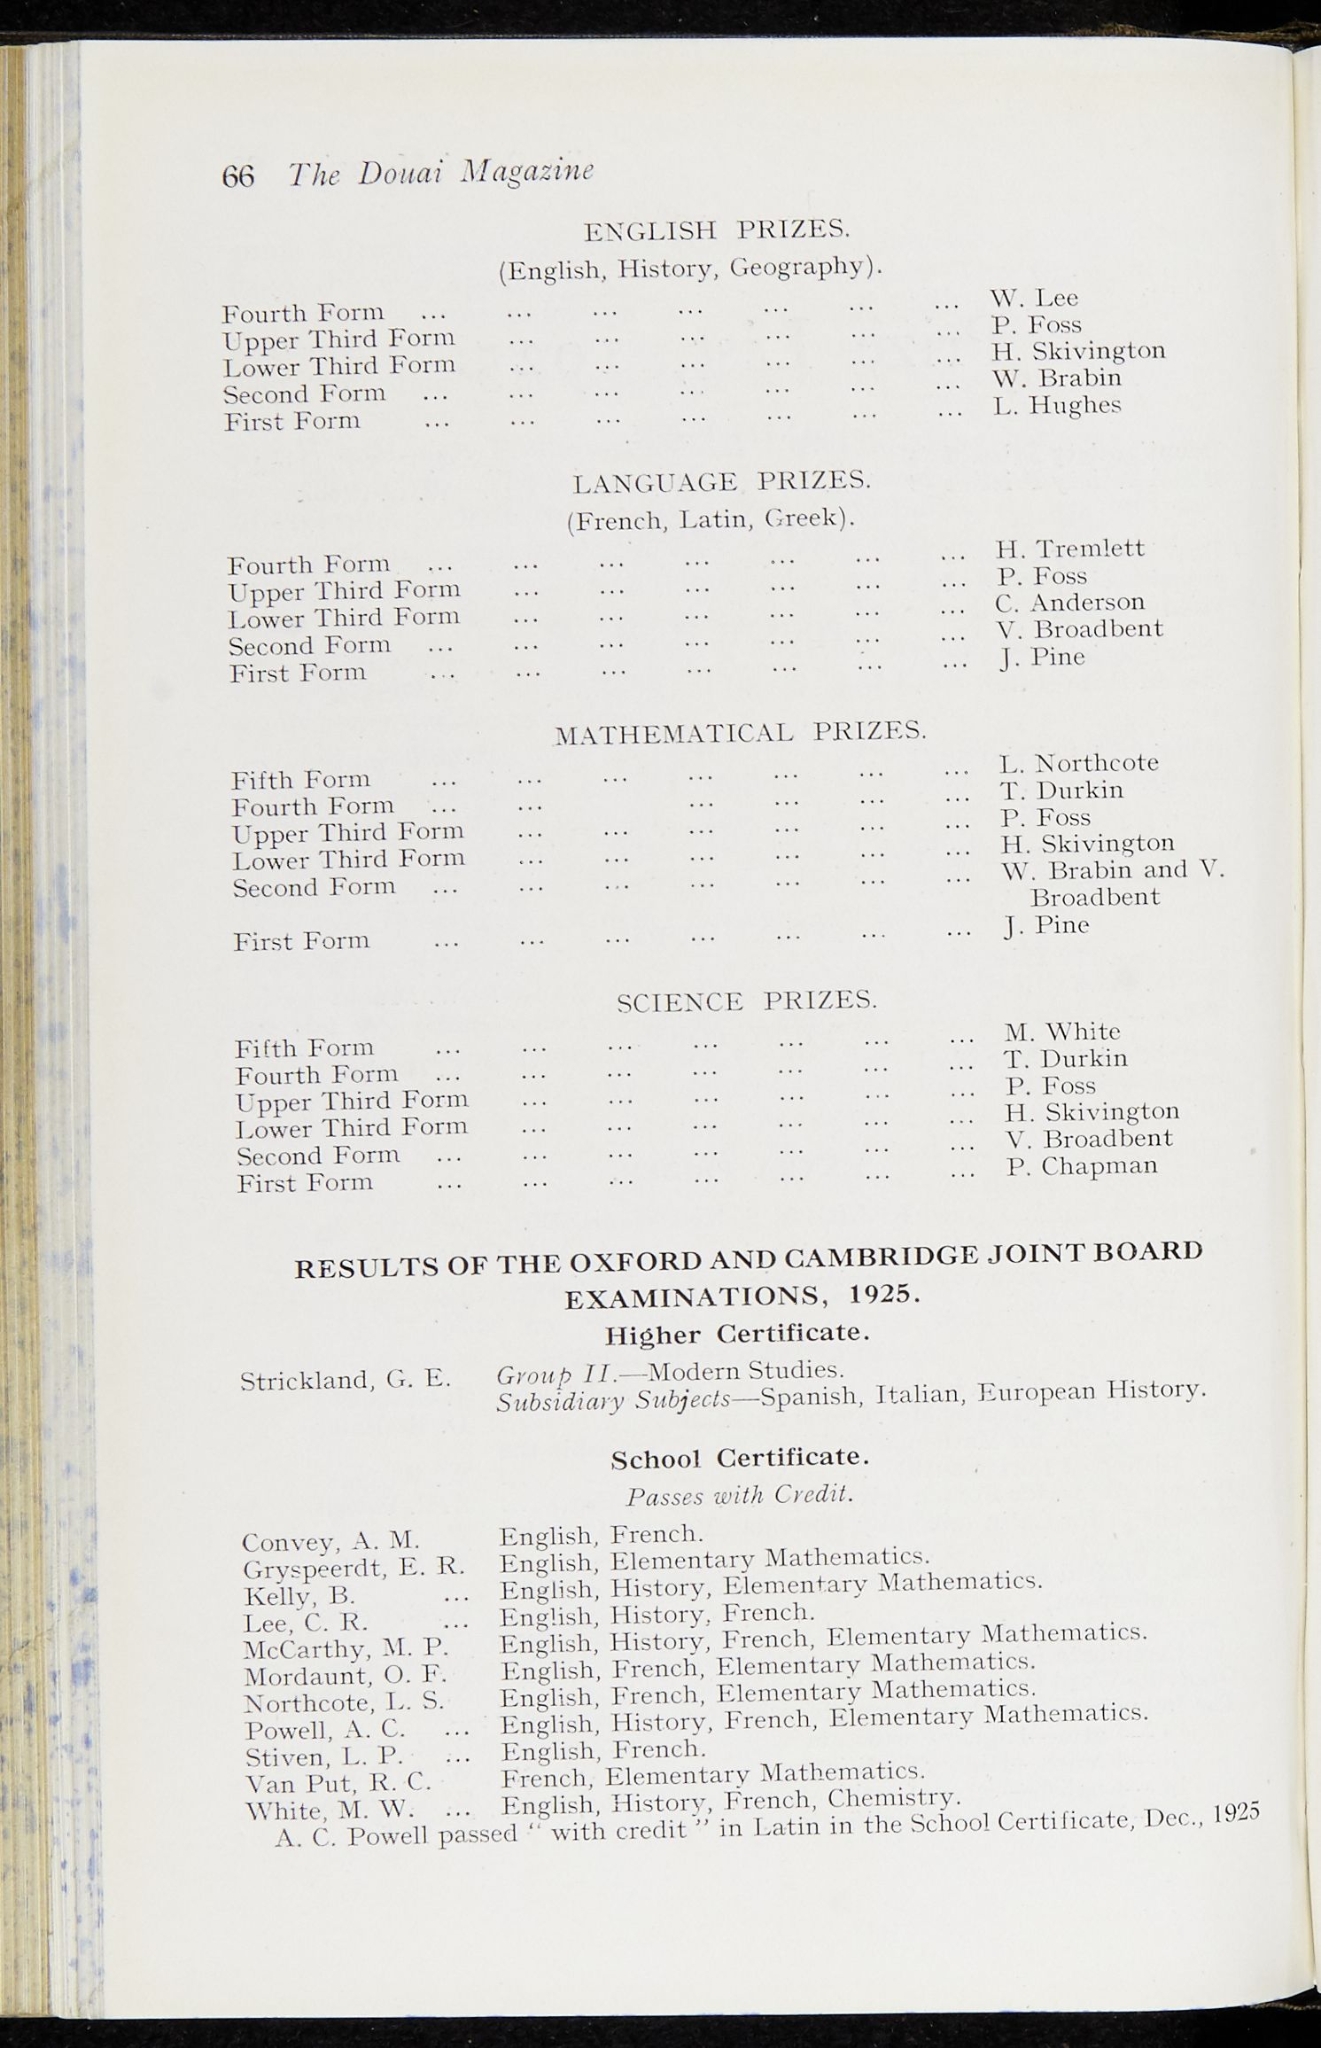 66 The Douai Magazine
ENGLISH PRIZES.
(English, History, Geography).
Fourth Form ... ... ... ... ... ... ... W. Lee
Upper Third Form ... ... ... ... ... ... P. Foss
Lower Third Form ... ... ... ... ... ... H. Skivington
Second Form ... ... ... ... ... ... ... W. Brabin
First Form ... ... ... ... ... ... ... L. Hughes
LANGUAGE PRIZES.
(French, Latin, Greek).
Fourth Form ... ... ... ... ... ... ... H. Tremlett
Upper Third Form ... ... ... ... ... ... P. Foss
Lower Third Form ... ... ... ... ... ... C. Anderson
Second Form ... ... ... ... ... ... ... V. Broadbent
First Form ... ... ... ... ... ... ... J. Pine
MATHEMATICAL PRIZES.
Fifth Form ... ... ... ... ... ... ... L. Northcote
Fourth Form ... ... ... ... ... ... T. Durkin
Upper Third Form ... ... ... ... ... ... P. Foss
Lower Third Form ... ... ... ... ... ... H. Skivington
Second Form ... ... ... ... ... ... ... W. Brabin and V.
Broadbent
First Form ... ... ... ... ... ... ... J. Pine
SCIENCE PRIZES.
Fifth Form ... ... ... ... ... ... ... M. White
Fourth Form ... ... ... ... ... ... ... T. Durkin
Upper Third Form ... ... ... ... ... ... P. Foss
Lower Third Form ... ... ... ... ... ... H. Skivington
Second Form ... ... ... ... ... ... ... V. Broadbent
First Form ... ... ... ... ... ... ... P. Chapman
RESULTS OF THE OXFORD AND CAMBRIDGE JOINT BOARD
EXAMINATIONS, 1925.
Higher Certificate.
Strickland, G. E. Group II.—Modern Studies.
Subsidiary Subjects—Spanish, Italian, European History.
School Certificate.
Passes with Credit.
Convey, A. M. English, French.
Gryspeerdt, E. R. English, Elementary Mathematics.
Kelly, B. ... English, History, Elementary Mathematics.
Lee, C. R. ... English, History, French.
McCarthy, M. P. English, History, French, Elementary Mathematics.
Mordaunt, O. F. English, French, Elementary Mathematics.
Northcote, L. S. English, French, Elementary Mathematics.
Powell, A. C. ... English, History, French, Elementary Mathematics.
Stiven, L. P. ... English, French.
Van Put, R. C. French, Elementary Mathematics.
White, M. W. ... English, History, French, Chemistry.
A. C. Powell passed “ with credit ” in Latin in the School Certificate, Dec., 1925